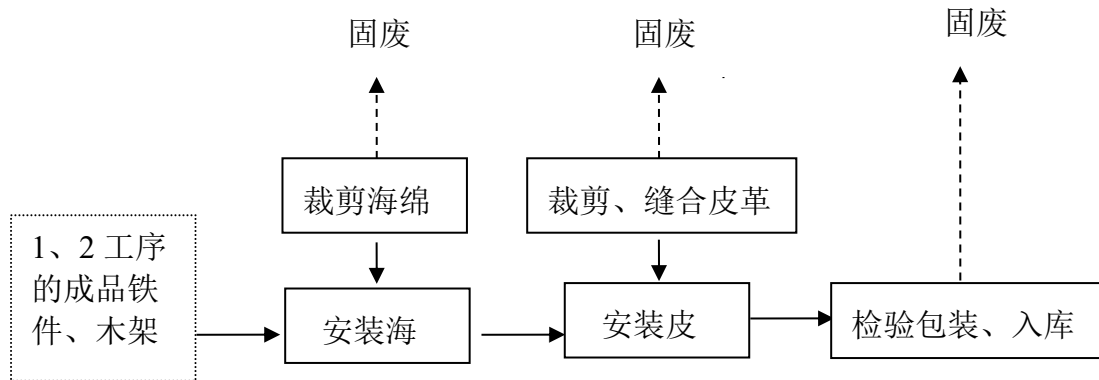 固废
固废
固废
裁剪海绵
裁剪、缝合皮革
1、2 工序
的成品铁
件、木架
安装海
安装皮
检验包装、入库